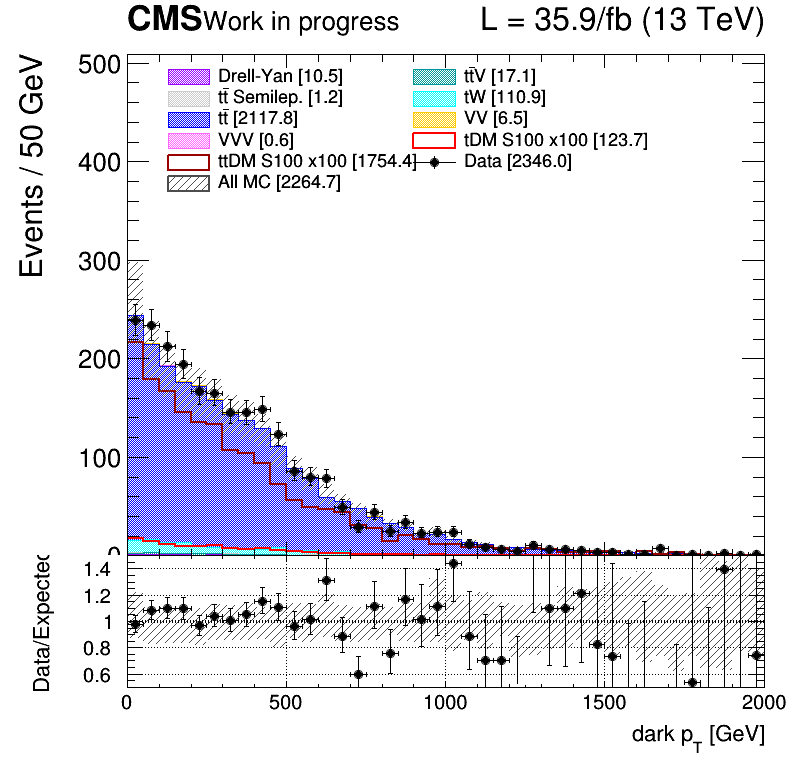 CMS Work in progress L = 35.9/fb (13 TeV)
Events / 50 GeV
500
400
300
200
100
0
Drell-Yan [10.5]
tt̄V [17.1]
tt̄ Semilep. [1.2]
tW [110.9]
tt̄ [2117.8]
VV [6.5]
VVV [0.6]
tDM S100 x100 [123.7]
ttDM S100 x100 [1754.4]
Data [2346.0]
All MC [2264.7]
Data/Expected
1.4
1.2
1
0.8
0.6
0 500 1000 1500 2000
dark pT [GeV]